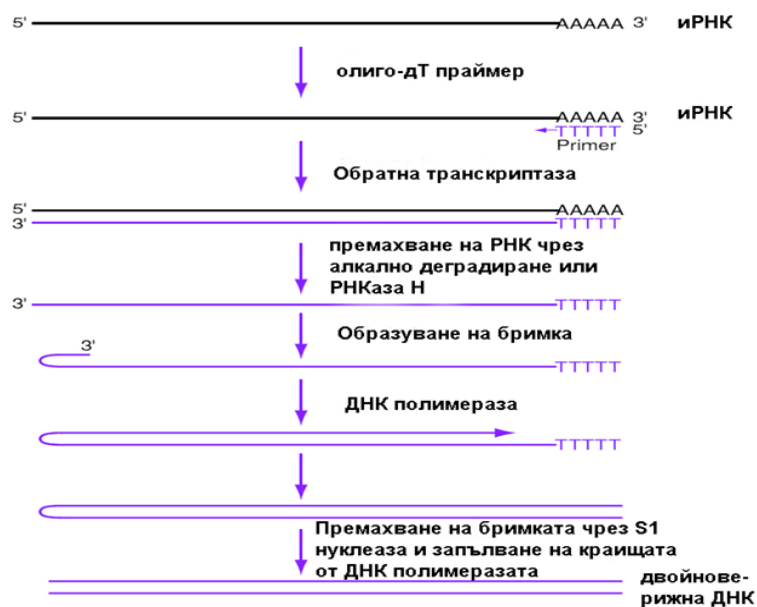 5' AAAAA 3' иРНК
олиго-дТ праймер
5' AAAAA 3' иРНК
TTTTT 5'
Primer
Обратна транскриптаза
5' AAAAA
3' TTTTT
премахване на РНК чрез
алкално деградиране или
РНКаза Н
3' TTTTT
Образуване на бримка
3'
TTTTT
ДНК полимераза
TTTTT
Премахване на бримката чрез S1
нуклеаза и запълване на краищата
от ДНК полимеразата
двойнове-
рижна ДНК